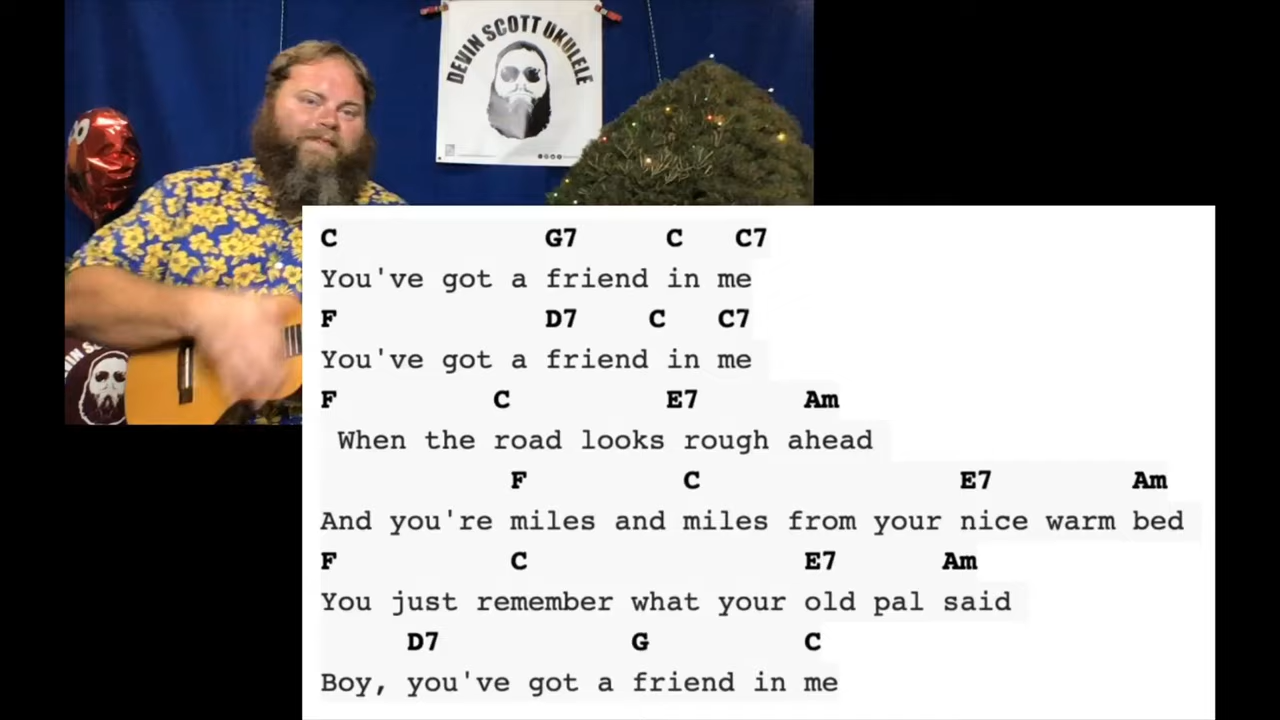 DEVIN SCOTT UKULELE
C G7 C C7
You've got a friend in me
F D7 C C7
You've got a friend in me
F C E7 Am
When the road looks rough ahead
F C E7 Am
And you're miles and miles from your nice warm bed
F C E7 Am
You just remember what your old pal said
D7 G C
Boy, you've got a friend in me